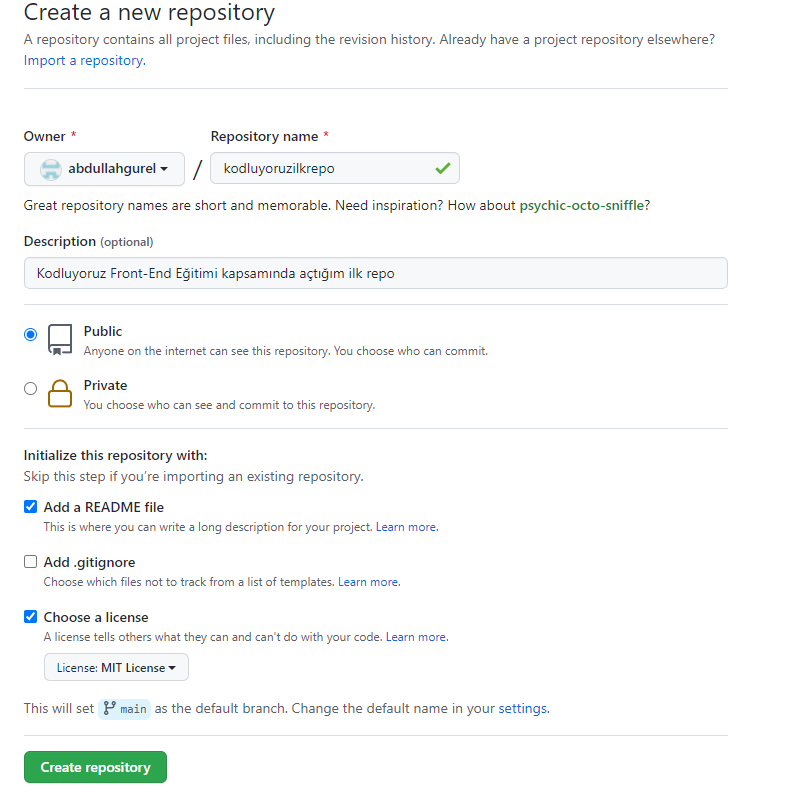 Create a new repository
A repository contains all project files, including the revision history. Already have a project repository elsewhere?
Import a repository.
Owner * Repository name *
abdullahgurel / kodluyoruzilkrepo
Great repository names are short and memorable. Need inspiration? How about psychic-octo-sniffle?
Description (optional)
Kodluyoruz Front-End Eğitimi kapsamında açtığım ilk repo
Public
Anyone on the internet can see this repository. You choose who can commit.
Private
You choose who can see and commit to this repository.
Initialize this repository with:
Skip this step if you're importing an existing repository.
Add a README file
This is where you can write a long description for your project. Learn more.
Add .gitignore
Choose which files not to track from a list of templates. Learn more.
Choose a license
A license tells others what they can and can't do with your code. Learn more.
License: MIT License
This will set main as the default branch. Change the default name in your settings.
Create repository